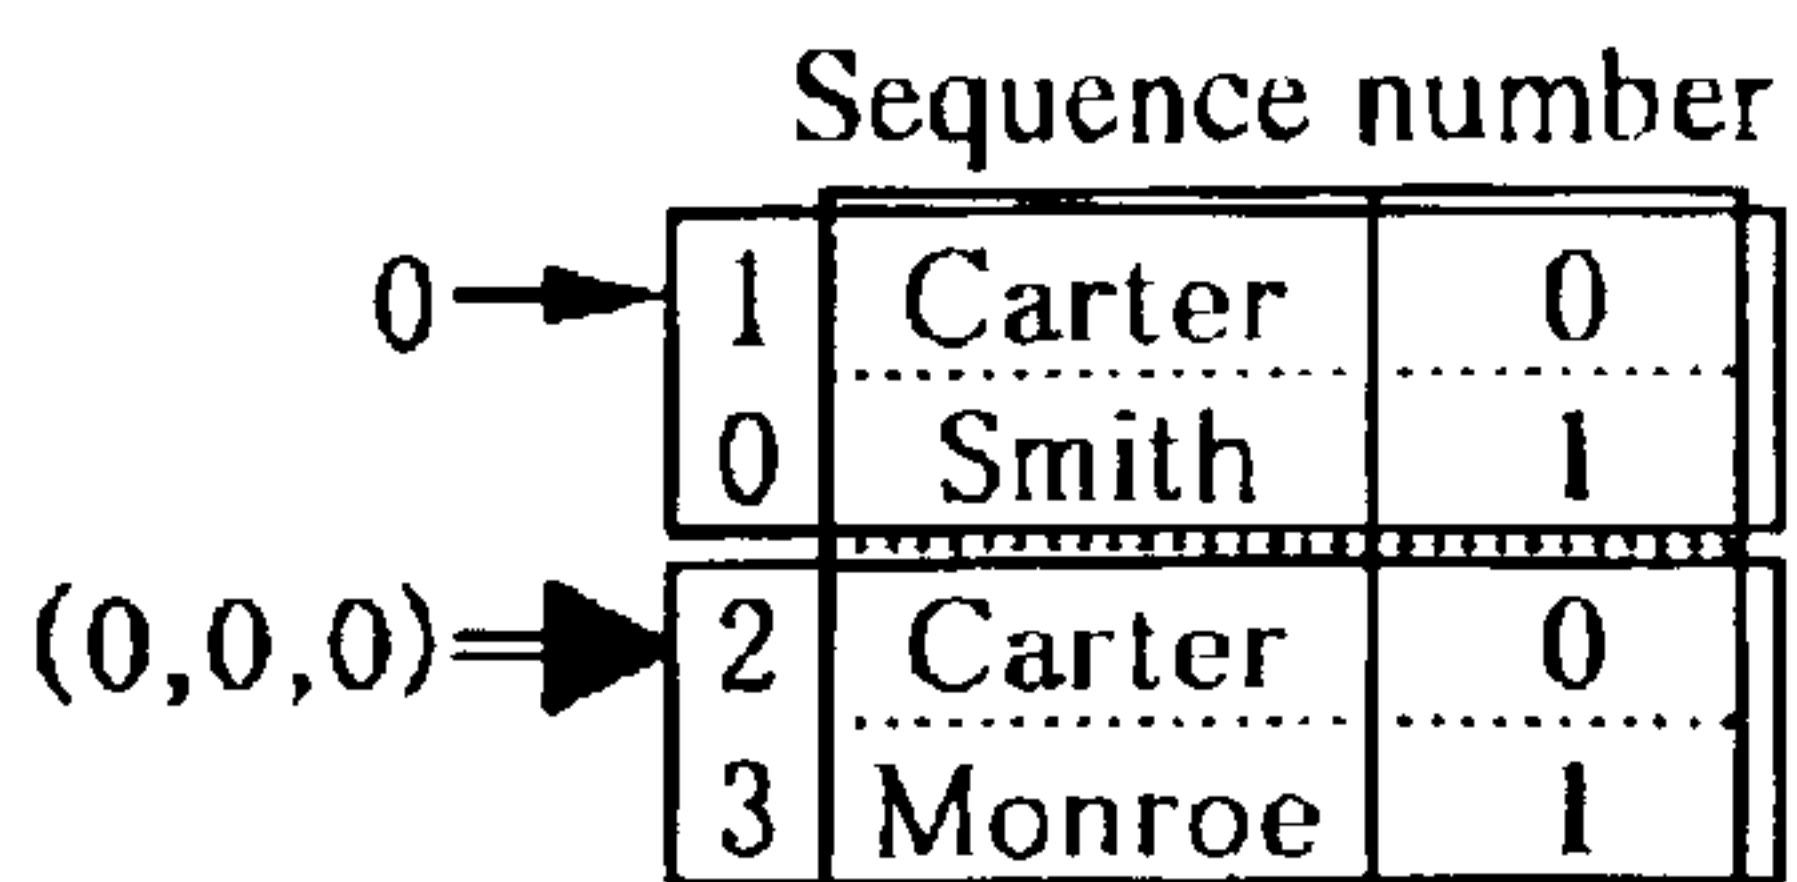 Sequence number
0 1 Carter 0
0 Smith 1
(0,0,0) 2 Carter 0
3 Monroe 1